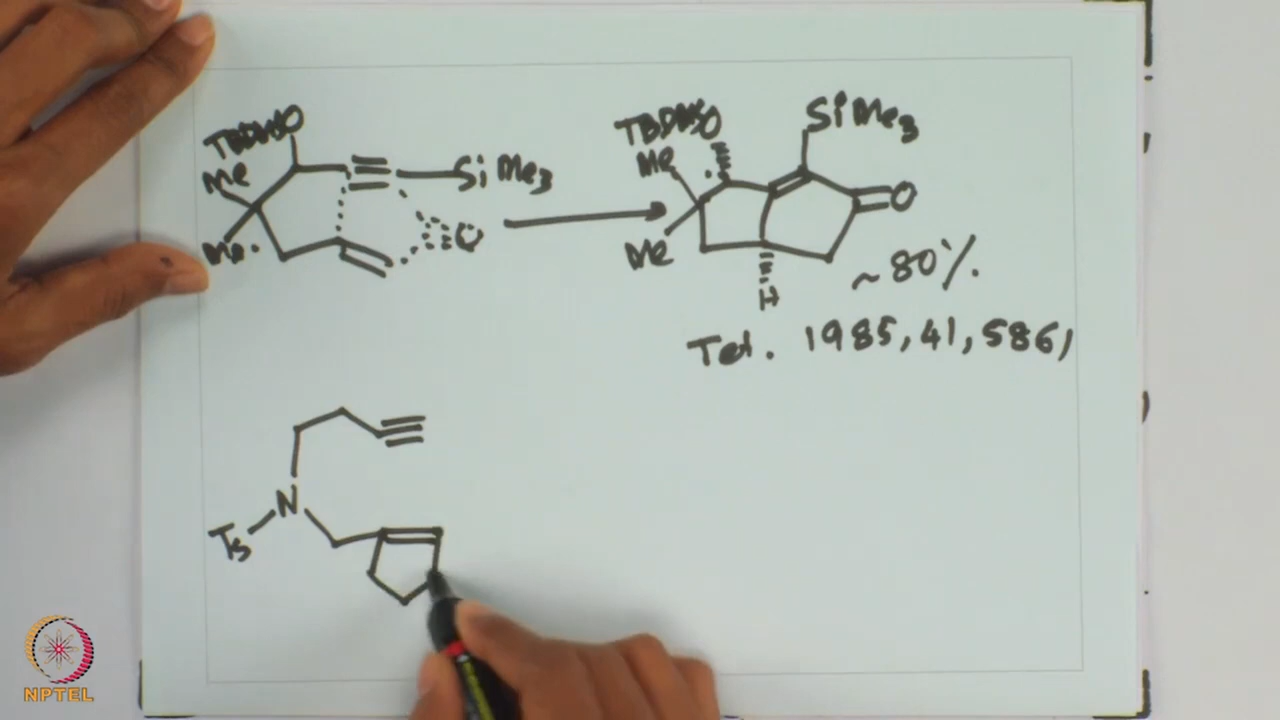 TBDMSO
Me
Me
SiMe3
O
TBDMSO
Me
Me
H
SiMe3
O
~80%.
Tet. 1985, 41, 5861
N
Ts
NPTEL